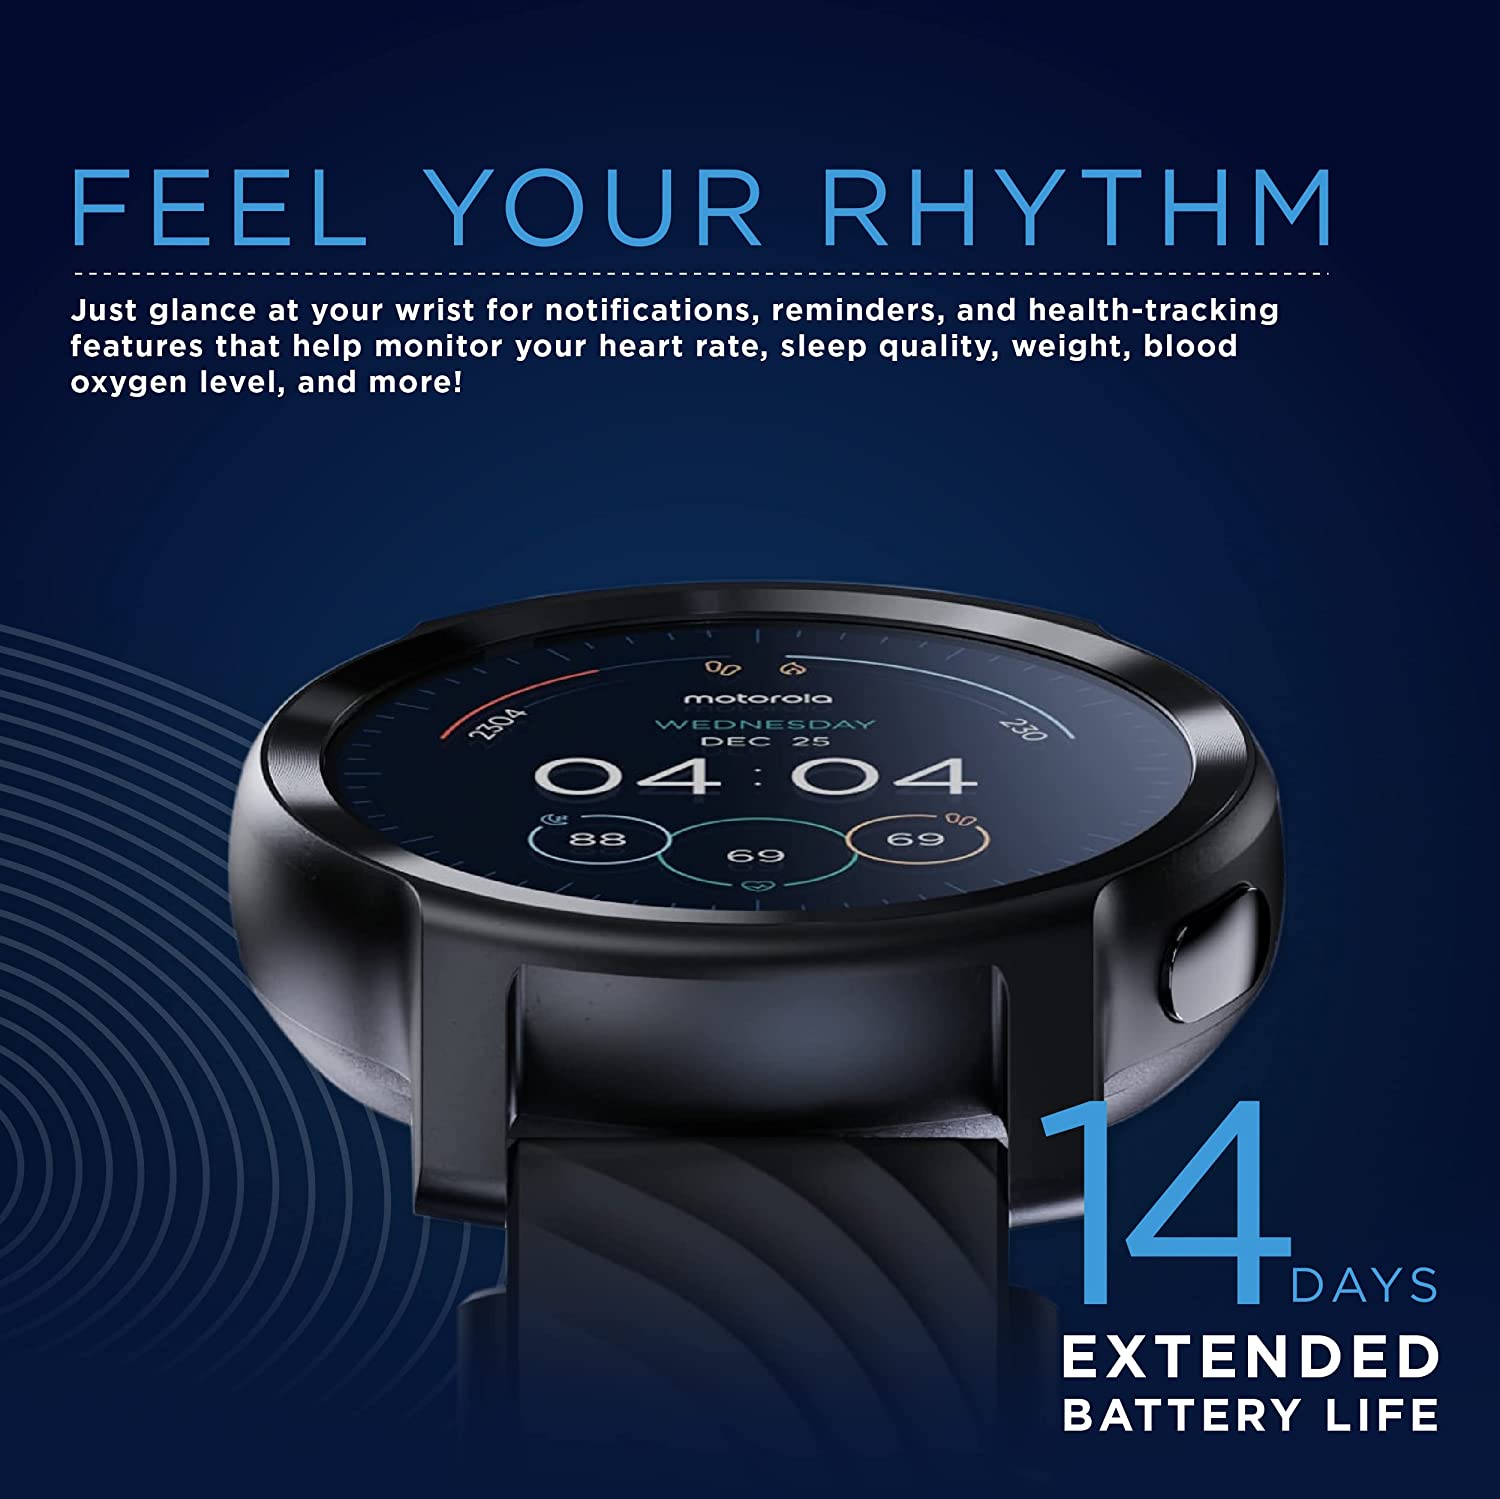 FEEL YOUR RHYTHM
Just glance at your wrist for notifications, reminders, and health-tracking
features that help monitor your heart rate, sleep quality, weight, blood
oxygen level, and more!
motorola
2304
230
WEDNESDAY
DEC 25
04:04
88
69
69
14 DAYS
EXTENDED
BATTERY LIFE